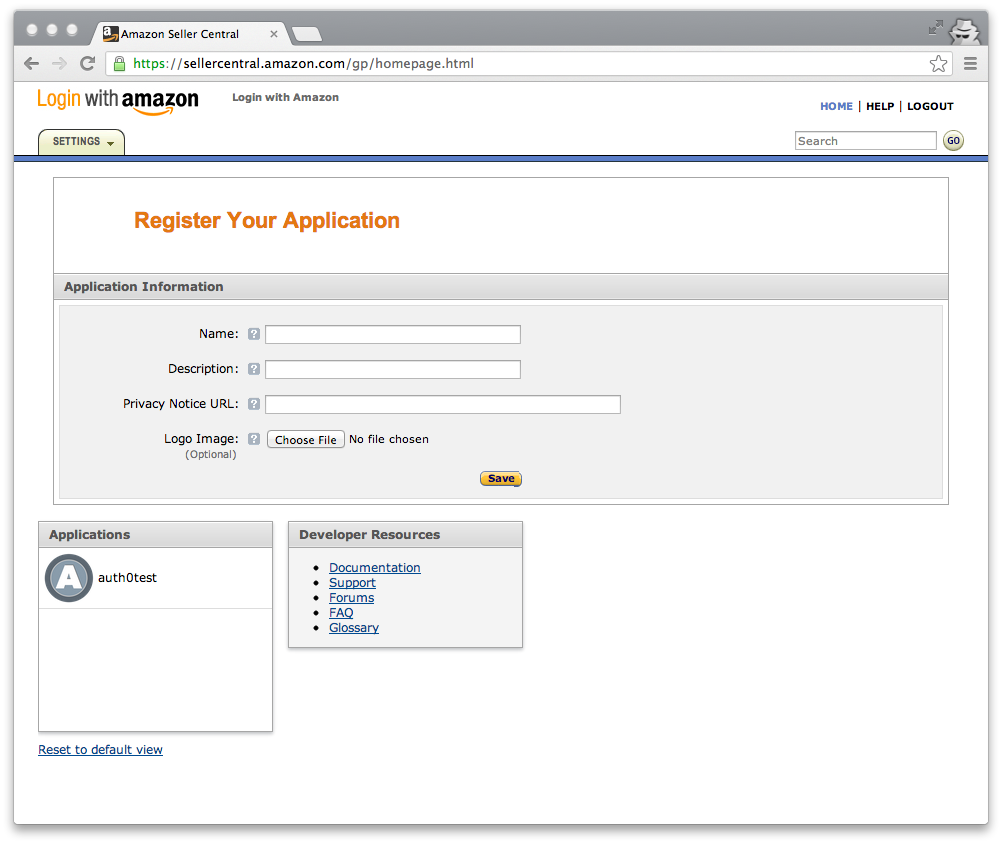 Amazon Seller Central
https://sellercentral.amazon.com/gp/homepage.html
Login with amazon
Login with Amazon
HOME | HELP | LOGOUT
SETTINGS
Search
GO
Register Your Application
Application Information
Name: ?
Description: ?
Privacy Notice URL: ?
Logo Image: ? Choose File No file chosen
(Optional)
Save
Applications
A auth0test
Developer Resources
Documentation
Support
Forums
FAQ
Glossary
Reset to default view